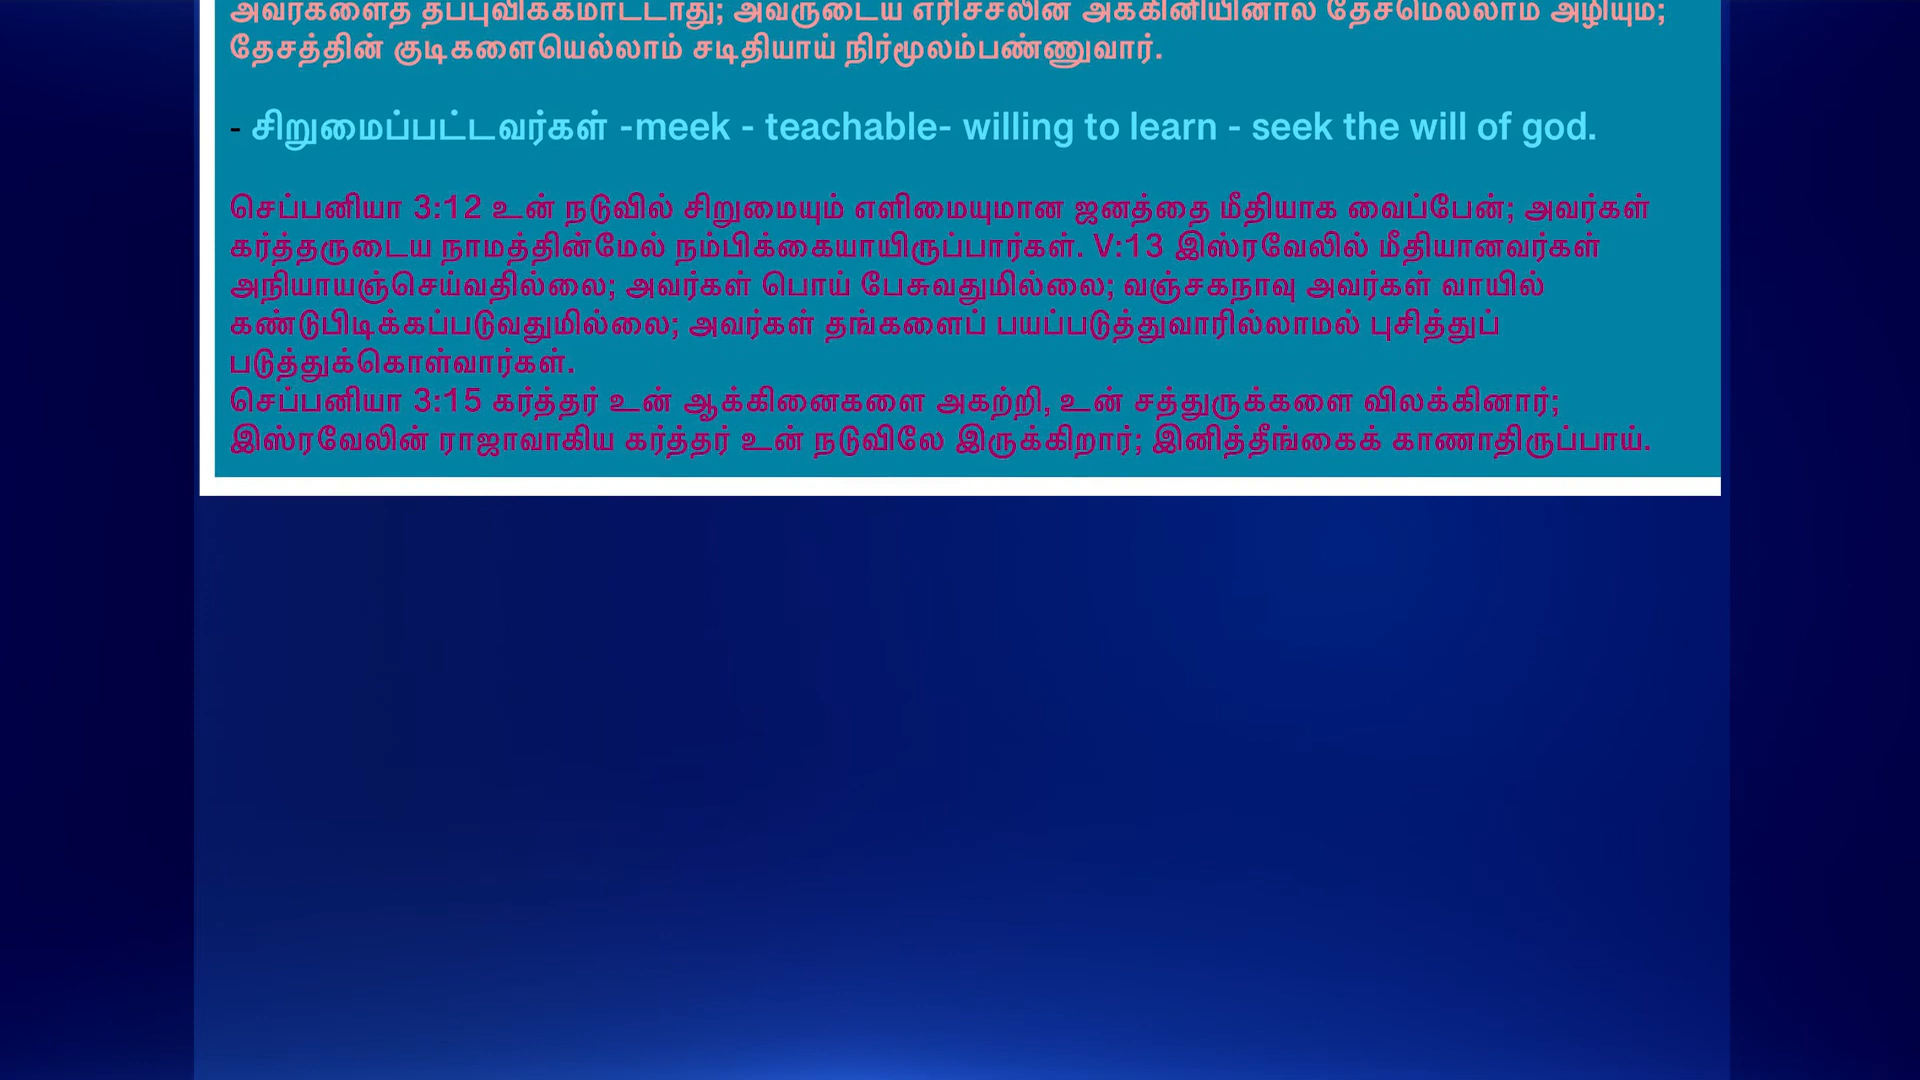 அவர்களைத் தப்புவிக்கமாட்டாது; அவருடைய எரிச்சலின் அக்கினியினால் தேசமெல்லாம் அழியும்;
தேசத்தின் குடிகளையெல்லாம் சடிதியாய் நிர்மூலம்பண்ணுவார்.
- சிறுமைப்பட்டவர்கள் -meek - teachable- willing to learn - seek the will of god.
செப்பனியா 3:12 உன் நடுவில் சிறுமையும் எளிமையுமான ஜனத்தை மீதியாக வைப்பேன்; அவர்கள்
கர்த்தருடைய நாமத்தின்மேல் நம்பிக்கையாயிருப்பார்கள். V:13 இஸ்ரவேலில் மீதியானவர்கள்
அநியாயஞ்செய்வதில்லை; அவர்கள் பொய் பேசுவதுமில்லை; வஞ்சகநாவு அவர்கள் வாயில்
கண்டுபிடிக்கப்படுவதுமில்லை; அவர்கள் தங்களைப் பயப்படுத்துவாரில்லாமல் புசித்துப்
படுத்துக்கொள்வார்கள்.
செப்பனியா 3:15 கர்த்தர் உன் ஆக்கினைகளை அகற்றி, உன் சத்துருக்களை விலக்கினார்;
இஸ்ரவேலின் ராஜாவாகிய கர்த்தர் உன் நடுவிலே இருக்கிறார்; இனித்தீங்கைக் காணாதிருப்பாய்.